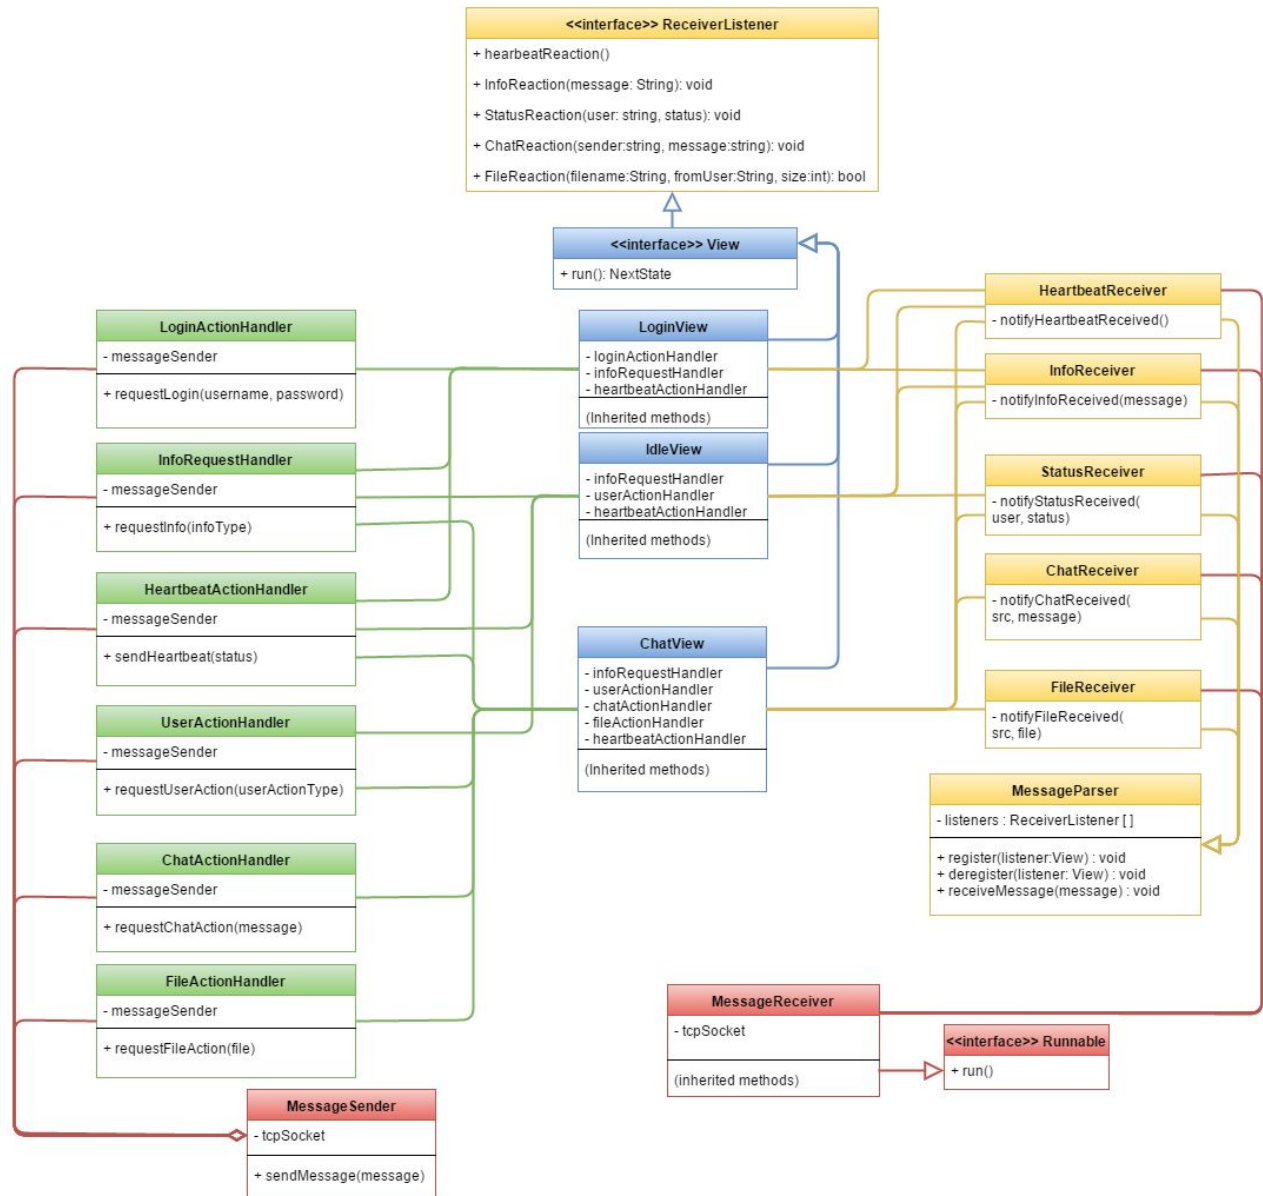 <<interface>> ReceiverListener
+ hearbeatReaction()
+ InfoReaction(message: String): void
+ StatusReaction(user: string, status): void
+ ChatReaction(sender:string, message:string): void
+ FileReaction(filename:String, fromUser:String, size:int): bool
<<interface>> View
+ run(): NextState
LoginActionHandler
- messageSender
+ requestLogin(username, password)
InfoRequestHandler
- messageSender
+ requestInfo(infoType)
HeartbeatActionHandler
- messageSender
+ sendHeartbeat(status)
UserActionHandler
- messageSender
+ requestUserAction(userActionType)
ChatActionHandler
- messageSender
+ requestChatAction(message)
FileActionHandler
- messageSender
+ requestFileAction(file)
MessageSender
- tcpSocket
+ sendMessage(message)
LoginView
- loginActionHandler
- infoRequestHandler
- heartbeatActionHandler
(Inherited methods)
IdleView
- infoRequestHandler
- userActionHandler
- heartbeatActionHandler
(Inherited methods)
ChatView
- infoRequestHandler
- userActionHandler
- chatActionHandler
- fileActionHandler
- heartbeatActionHandler
(Inherited methods)
HeartbeatReceiver
- notifyHeartbeatReceived()
InfoReceiver
- notifyInfoReceived(message)
StatusReceiver
- notifyStatusReceived(
user, status)
ChatReceiver
- notifyChatReceived(
src, message)
FileReceiver
- notifyFileReceived(
src, file)
MessageParser
- listeners : ReceiverListener [ ]
+ register(listener:View) : void
+ deregister(listener: View) : void
+ receiveMessage(message) : void
MessageReceiver
- tcpSocket
(inherited methods)
<<interface>> Runnable
+ run()